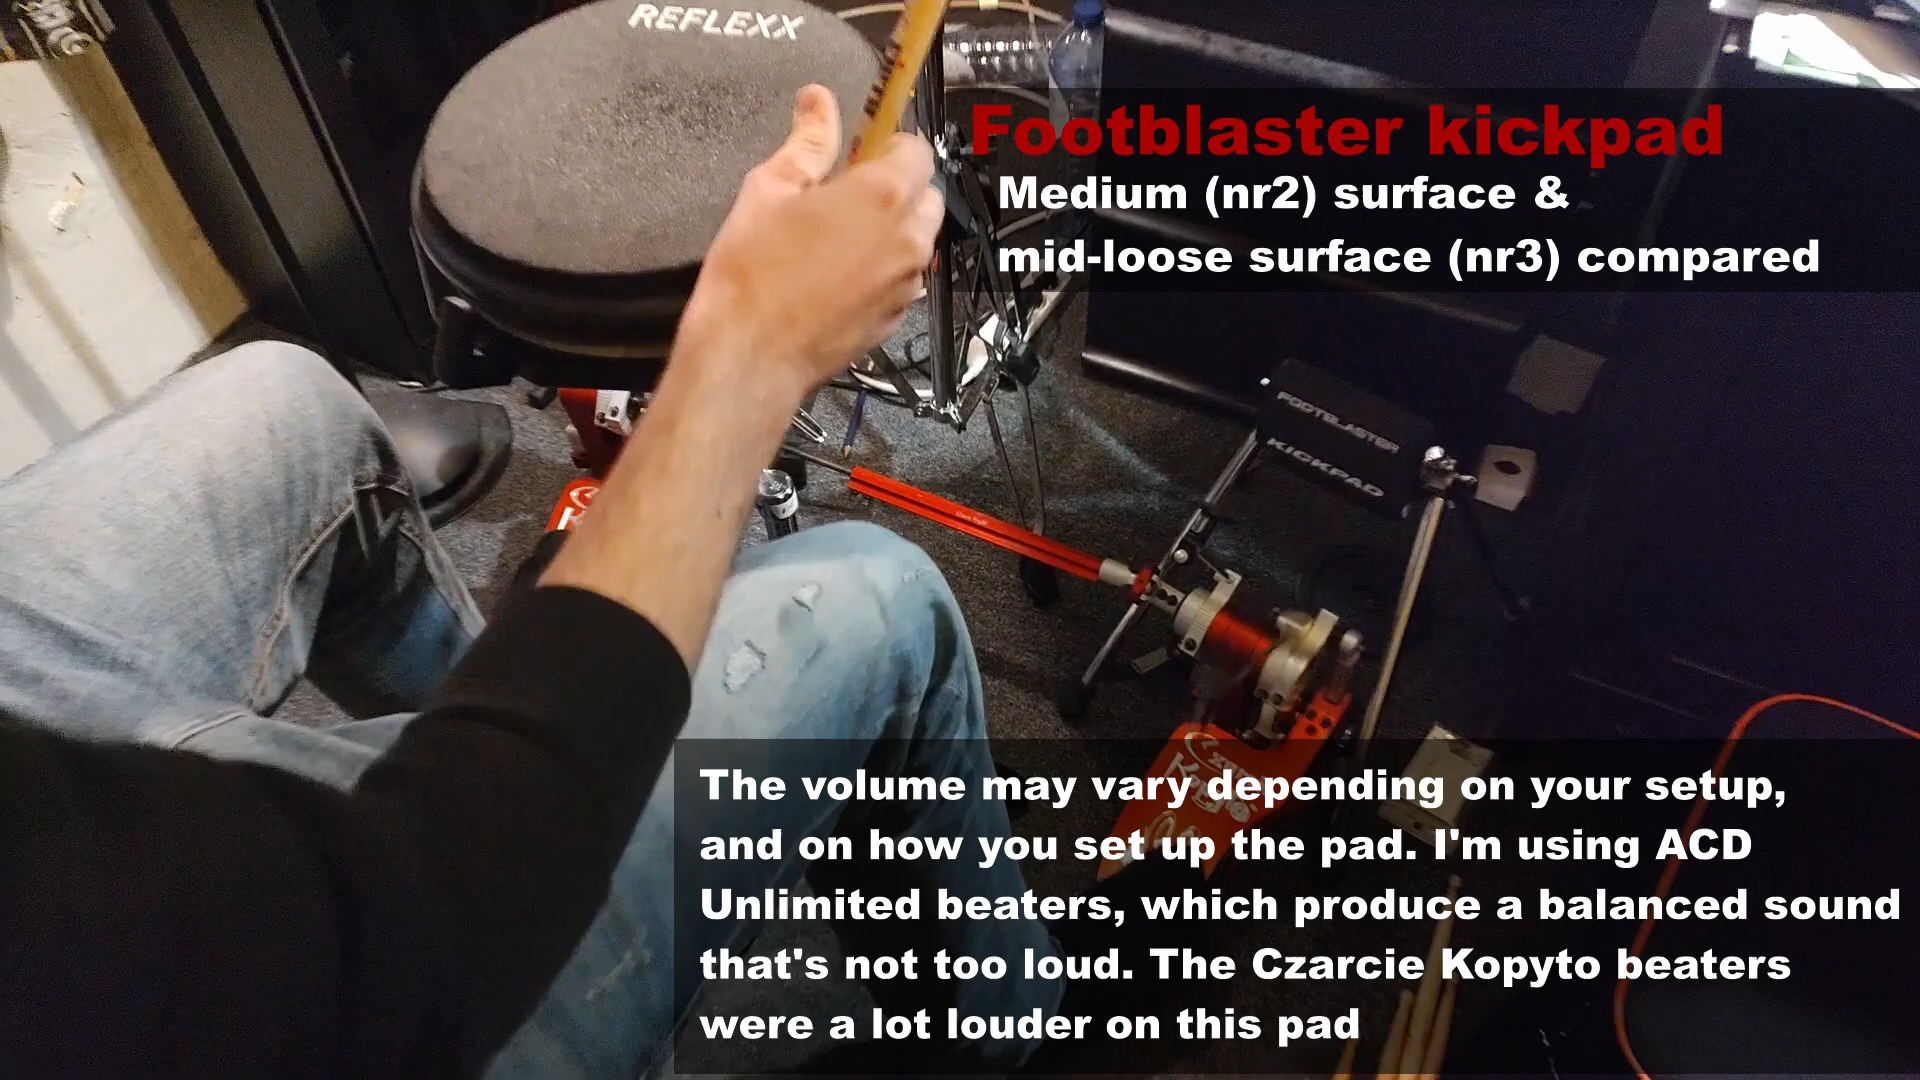 REFLEXX
Footblaster kickpad
Medium (nr2) surface &
mid-loose surface (nr3) compared
FOOTBLASTER
KICKPAD
The volume may vary depending on your setup,
and on how you set up the pad. I'm using ACD
Unlimited beaters, which produce a balanced sound
that's not too loud. The Czarcie Kopyto beaters
were a lot louder on this pad